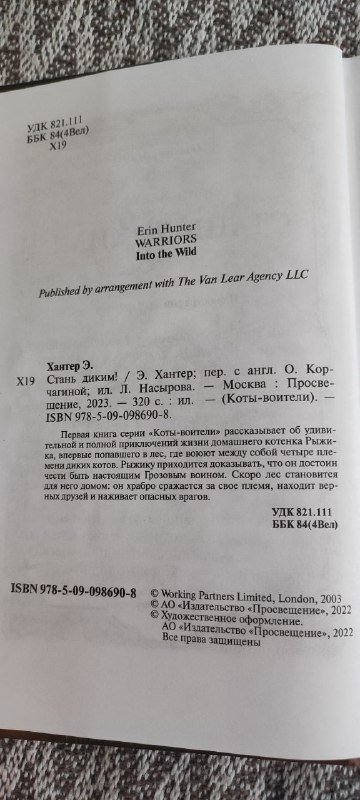 УДК 821.111
ББК 84(4Вел)
Х19
Erin Hunter
WARRIORS
Into the Wild
Published by arrangement with The Van Lear Agency LLC
Хантер Э.
Х19 Стань диким! / Э. Хантер; пер. с англ. О. Кор-
чагиной; ил. Л. Насырова. — Москва : Просве-
щение, 2023. — 320 с. : ил. — (Коты-воители). —
ISBN 978-5-09-098690-8.
Первая книга серии «Коты-воители» рассказывает об удиви-
тельной и полной приключений жизни домашнего котенка Рыжи-
ка, впервые попавшего в лес, где воюют между собой четыре пле-
мени диких котов. Рыжику приходится доказывать, что он достоин
чести быть настоящим Грозовым воином. Скоро лес становится
для него домом: он храбро сражается за свое племя, находит вер-
ных друзей и наживает опасных врагов.
УДК 821.111
ББК 84(4Вел)
ISBN 978-5-09-098690-8
© Working Partners Limited, London, 2003
© АО «Издательство «Просвещение», 2022
© Художественное оформление.
АО «Издательство «Просвещение», 2022
Все права защищены